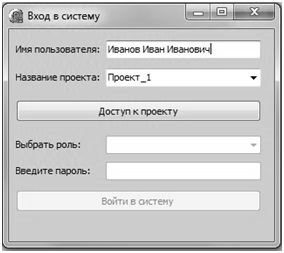 Вход в систему
Имя пользователя: Иванов Иван Иванович
Название проекта: Проект_1
Доступ к проекту
Выбрать роль:
Введите пароль:
Войти в систему